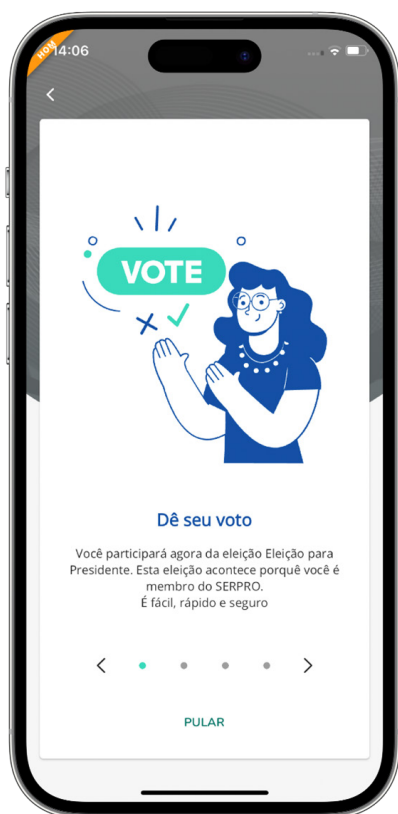 HOM
14:06
VOTE
Dê seu voto
Você participará agora da eleição Eleição para
Presidente. Esta eleição acontece porquê você é
membro do SERPRO.
É fácil, rápido e seguro
PULAR